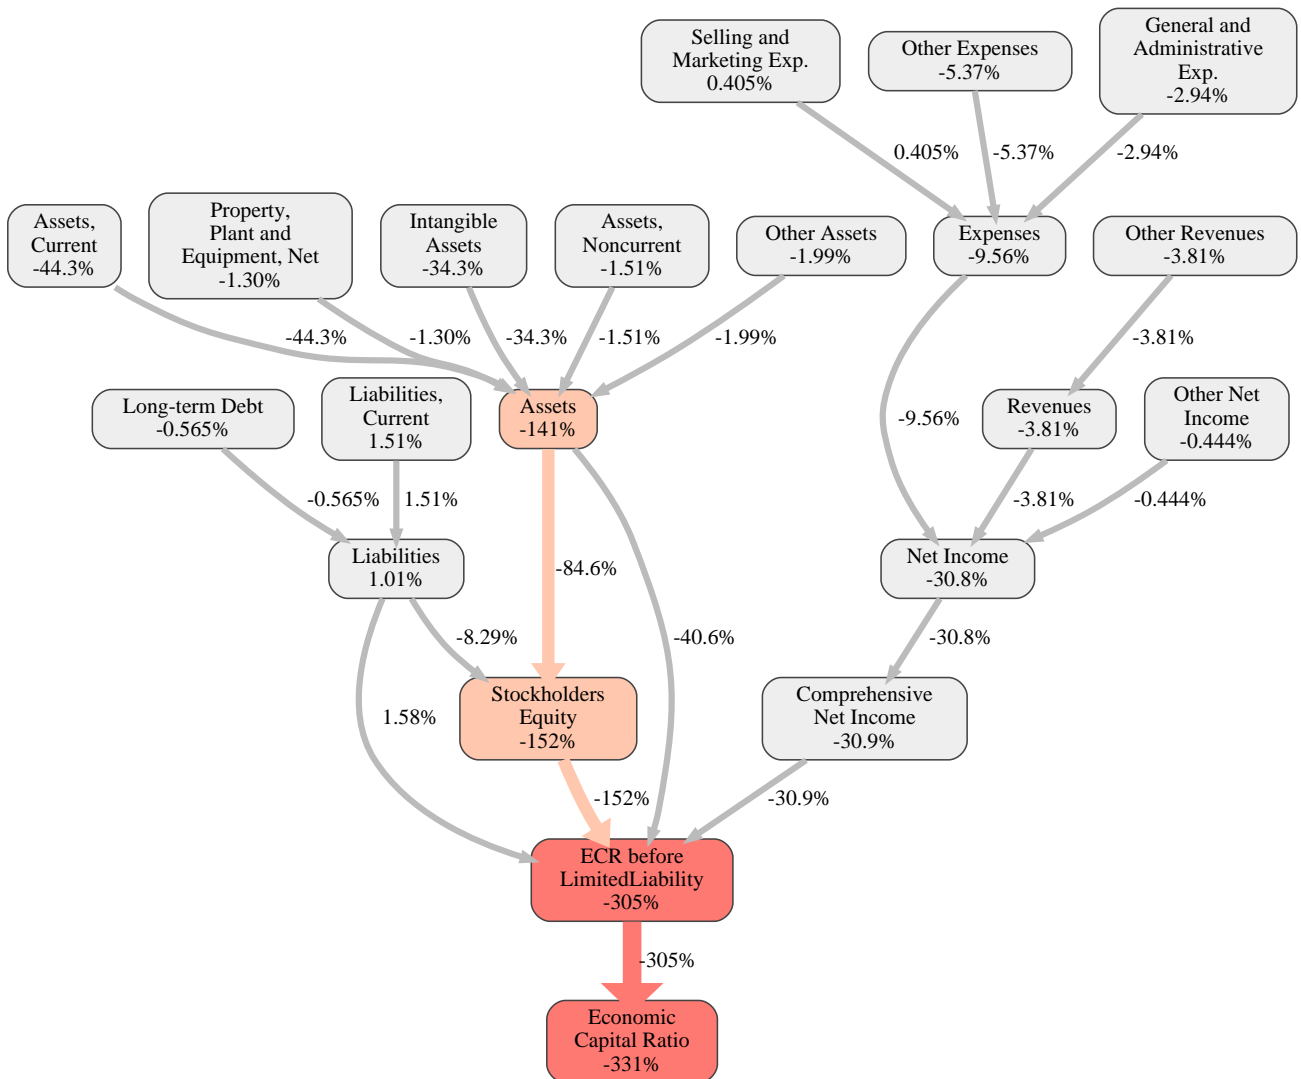 Selling and
Marketing Exp.
0.405%
Other Expenses
-5.37%
General and
Administrative
Exp.
-2.94%
0.405%
-5.37%
-2.94%
Assets,
Current
-44.3%
Property,
Plant and
Equipment, Net
-1.30%
Intangible
Assets
-34.3%
Assets,
Noncurrent
-1.51%
Other Assets
-1.99%
Expenses
-9.56%
Other Revenues
-3.81%
-44.3%
-1.30%
-34.3%
-1.51%
-1.99%
-3.81%
Long-term Debt
-0.565%
Liabilities,
Current
1.51%
Assets
-141%
-9.56%
Revenues
-3.81%
Other Net
Income
-0.444%
-0.565%
1.51%
-3.81%
-0.444%
Liabilities
1.01%
-84.6%
Net Income
-30.8%
-8.29%
-40.6%
-30.8%
1.58%
Stockholders
Equity
-152%
Comprehensive
Net Income
-30.9%
-152%
-30.9%
ECR before
LimitedLiability
-305%
-305%
Economic
Capital Ratio
-331%